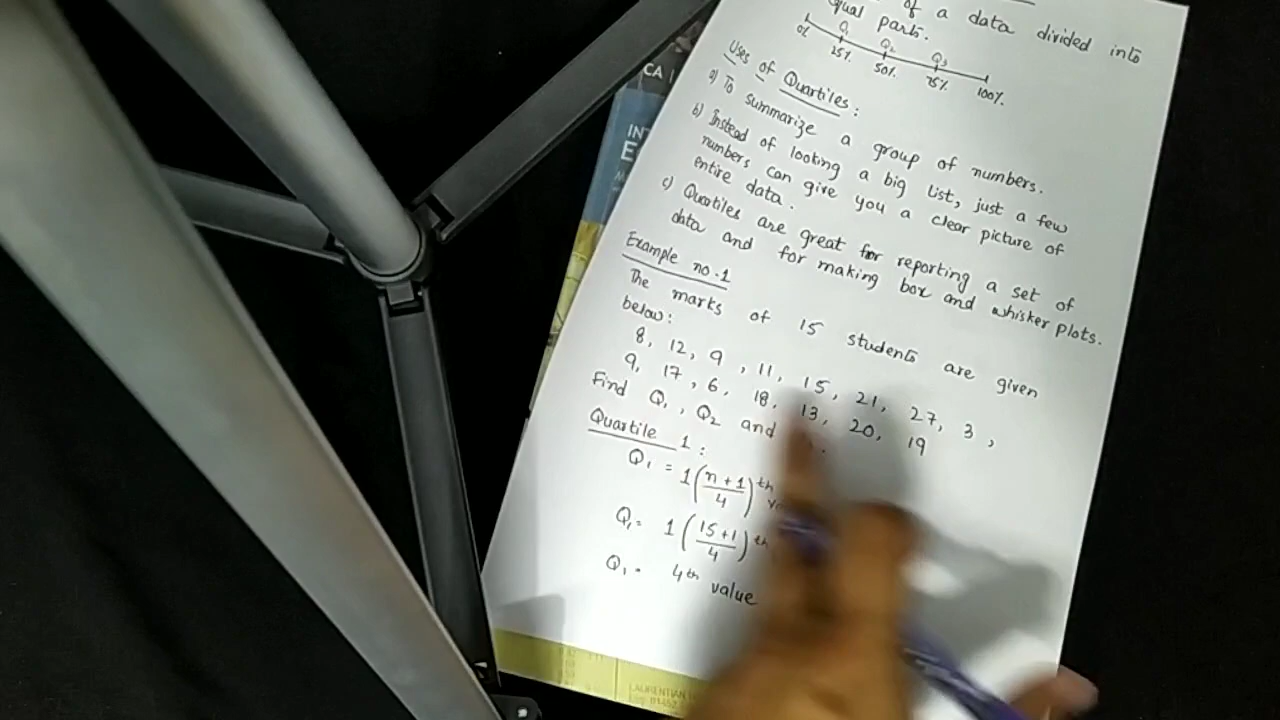 of a data divided into
equal parts.
0% Q1 25% Q2 50% Q3 75% 100%
Uses of Quartiles:
a) To summarize a group of numbers.
b) Instead of looking a big list, just a few
numbers can give you a clear picture of
entire data.
c) Quartiles are great for reporting a set of
data and for making box and whisker plots.
Example no.1
The marks of 15 students are given
below:
8, 12, 9, 11, 15, 21, 27, 3,
9, 17, 6, 18, 13, 20, 19
Find Q1, Q2 and
Quartile 1:
Q1 = 1((n+1)/4)th
Q1 = 1((15+1)/4)th
Q1 = 4th value
CA